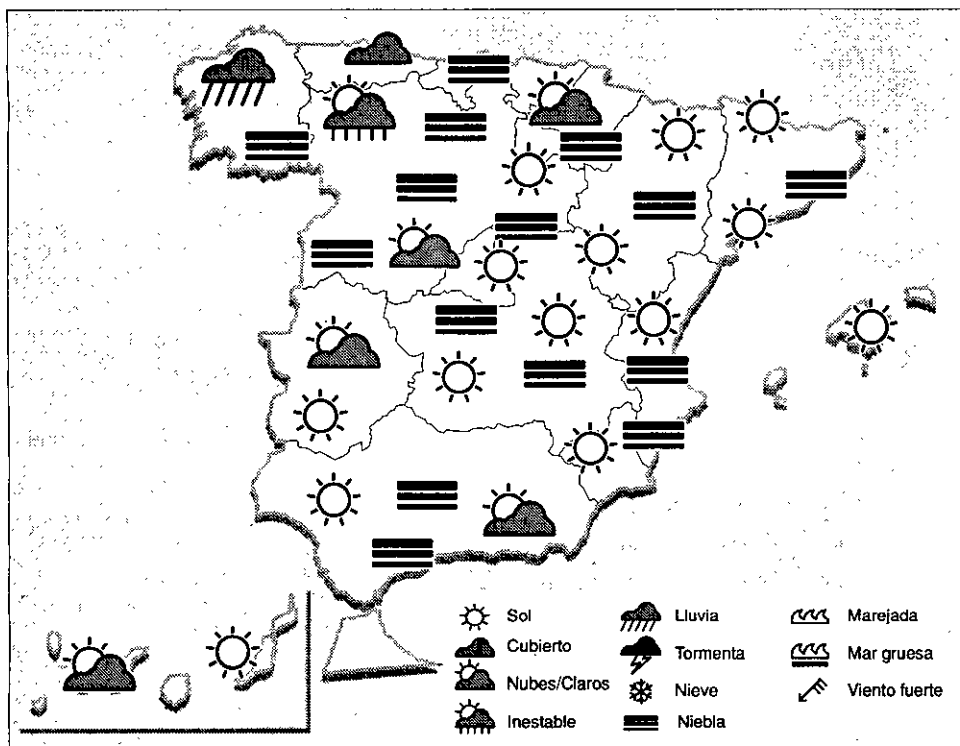 Sol
Cubierto
Nubes/Claros
Inestable
Lluvia
Tormenta
Nieve
Niebla
Marejada
Mar gruesa
Viento fuerte